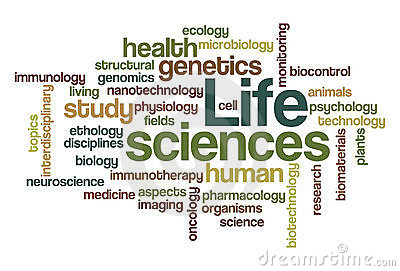 ecology
health microbiology
monitoring
structural genetics
biocontrol
immunology genomics
living nanotechnology
Life
animals
study physiology cell
psychology
topics
interdisciplinary
ethology fields
technology
disciplines
sciences
biomaterials
plants
biology
immunotherapy human
neuroscience
biotechnology
research
medicine aspects pharmacology
imaging
oncology
organisms
science
dreamstime.com